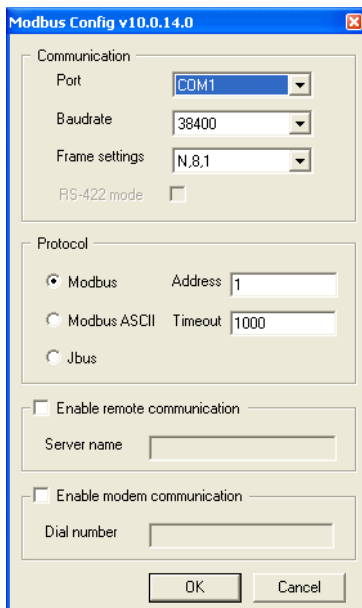 Modbus Config v10.0.14.0
Communication
Port COM1
Baudrate 38400
Frame settings N,8,1
RS-422 mode
Protocol
Modbus Address 1
Modbus ASCII Timeout 1000
Jbus
Enable remote communication
Server name
Enable modem communication
Dial number
OK Cancel